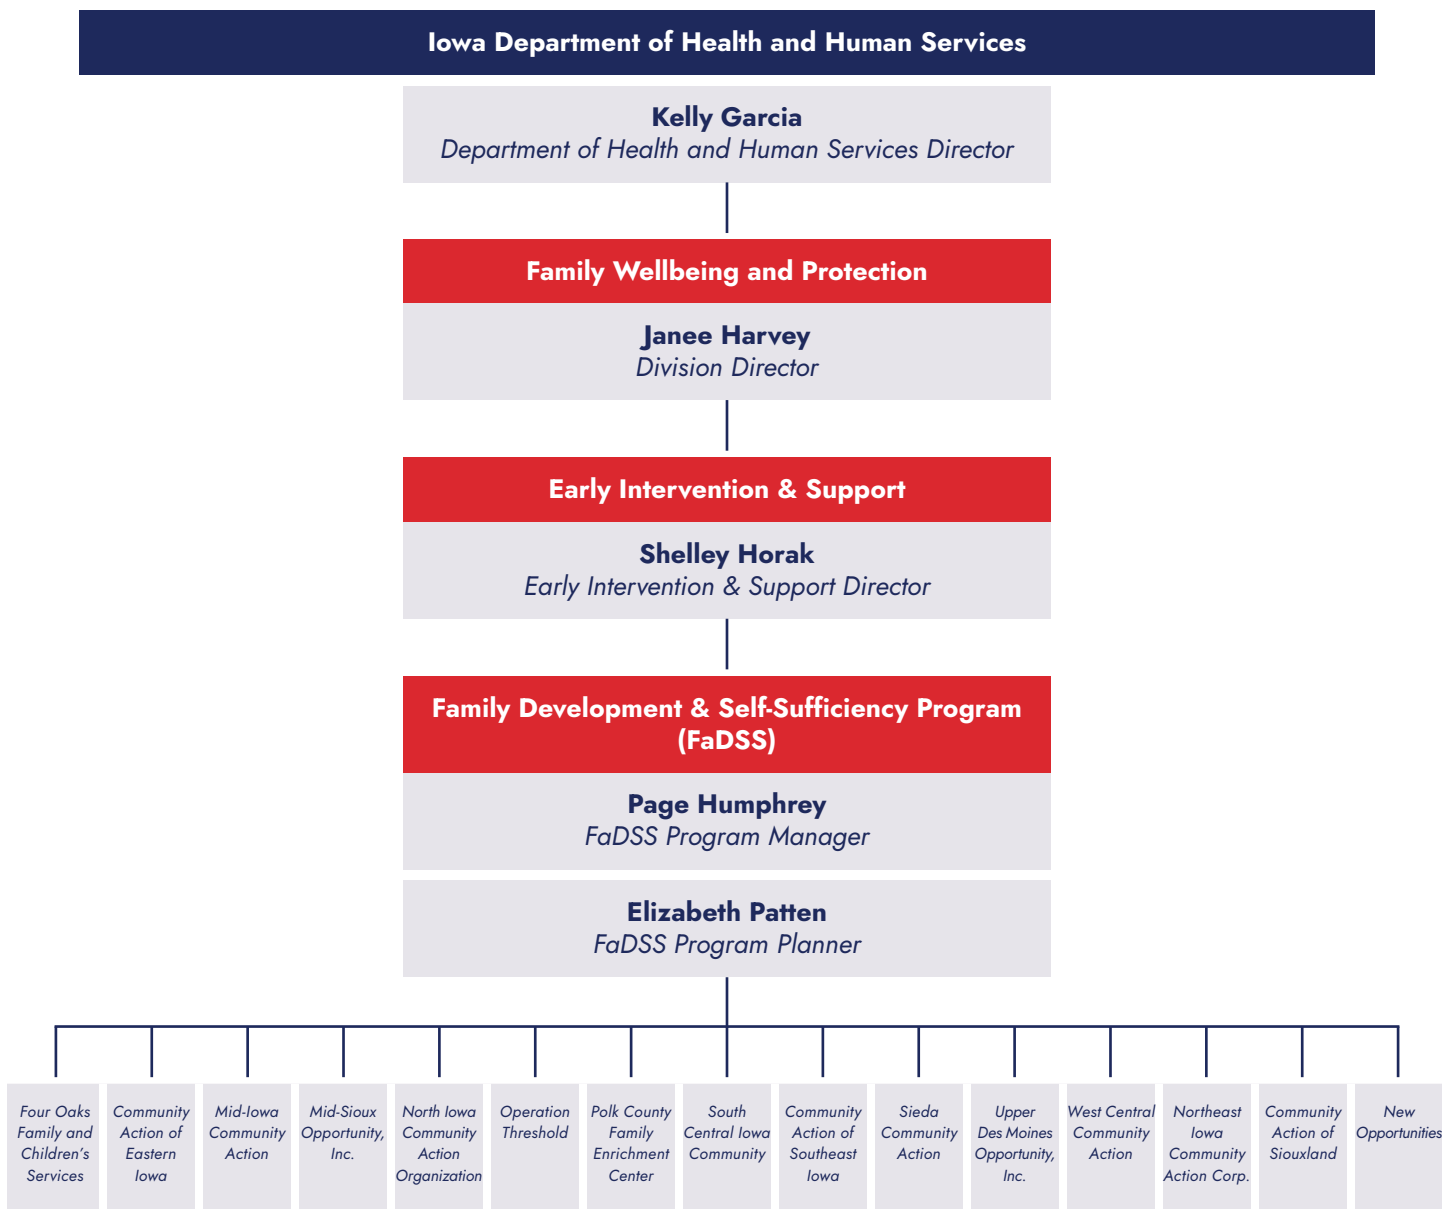 Iowa Department of Health and Human Services
Kelly Garcia
Department of Health and Human Services Director
Family Wellbeing and Protection
Janee Harvey
Division Director
Early Intervention & Support
Shelley Horak
Early Intervention & Support Director
Family Development & Self-Sufficiency Program
(FaDSS)
Page Humphrey
FaDSS Program Manager
Elizabeth Patten
FaDSS Program Planner
Four Oaks
Family and
Children’s
Services
Community
Action of
Eastern
Iowa
Mid-Iowa
Community
Action
Mid-Sioux
Opportunity,
Inc.
North Iowa
Community
Action
Organization
Operation
Threshold
Polk County
Family
Enrichment
Center
South
Central Iowa
Community
Community
Action of
Southeast
Iowa
Sieda
Community
Action
Upper
Des Moines
Opportunity,
Inc.
West Central
Community
Action
Northeast
Iowa
Community
Action Corp.
Community
Action of
Siouxland
New
Opportunities